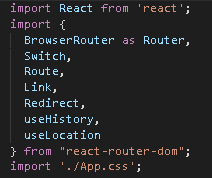 import React from 'react';
import {
BrowserRouter as Router,
Switch,
Route,
Link,
Redirect,
useHistory,
useLocation
} from "react-router-dom";
import './App.css';